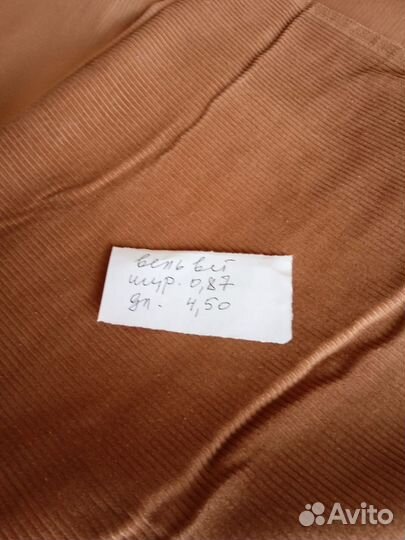 вельвет
шир. 0,87
дл. 4,50
Avito